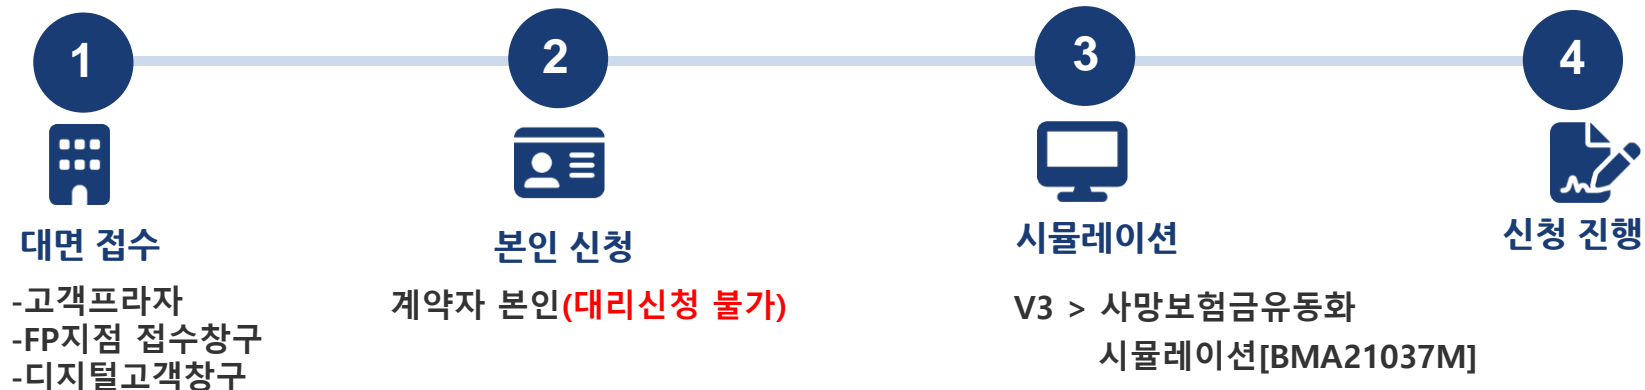 1
2
3
4
대면 접수
본인 신청
시뮬레이션
신청 진행
-고객프라자
-FP지점 접수창구
-디지털고객창구
계약자 본인(대리신청 불가)
V3 > 사망보험금유동화
시뮬레이션[BMA21037M]